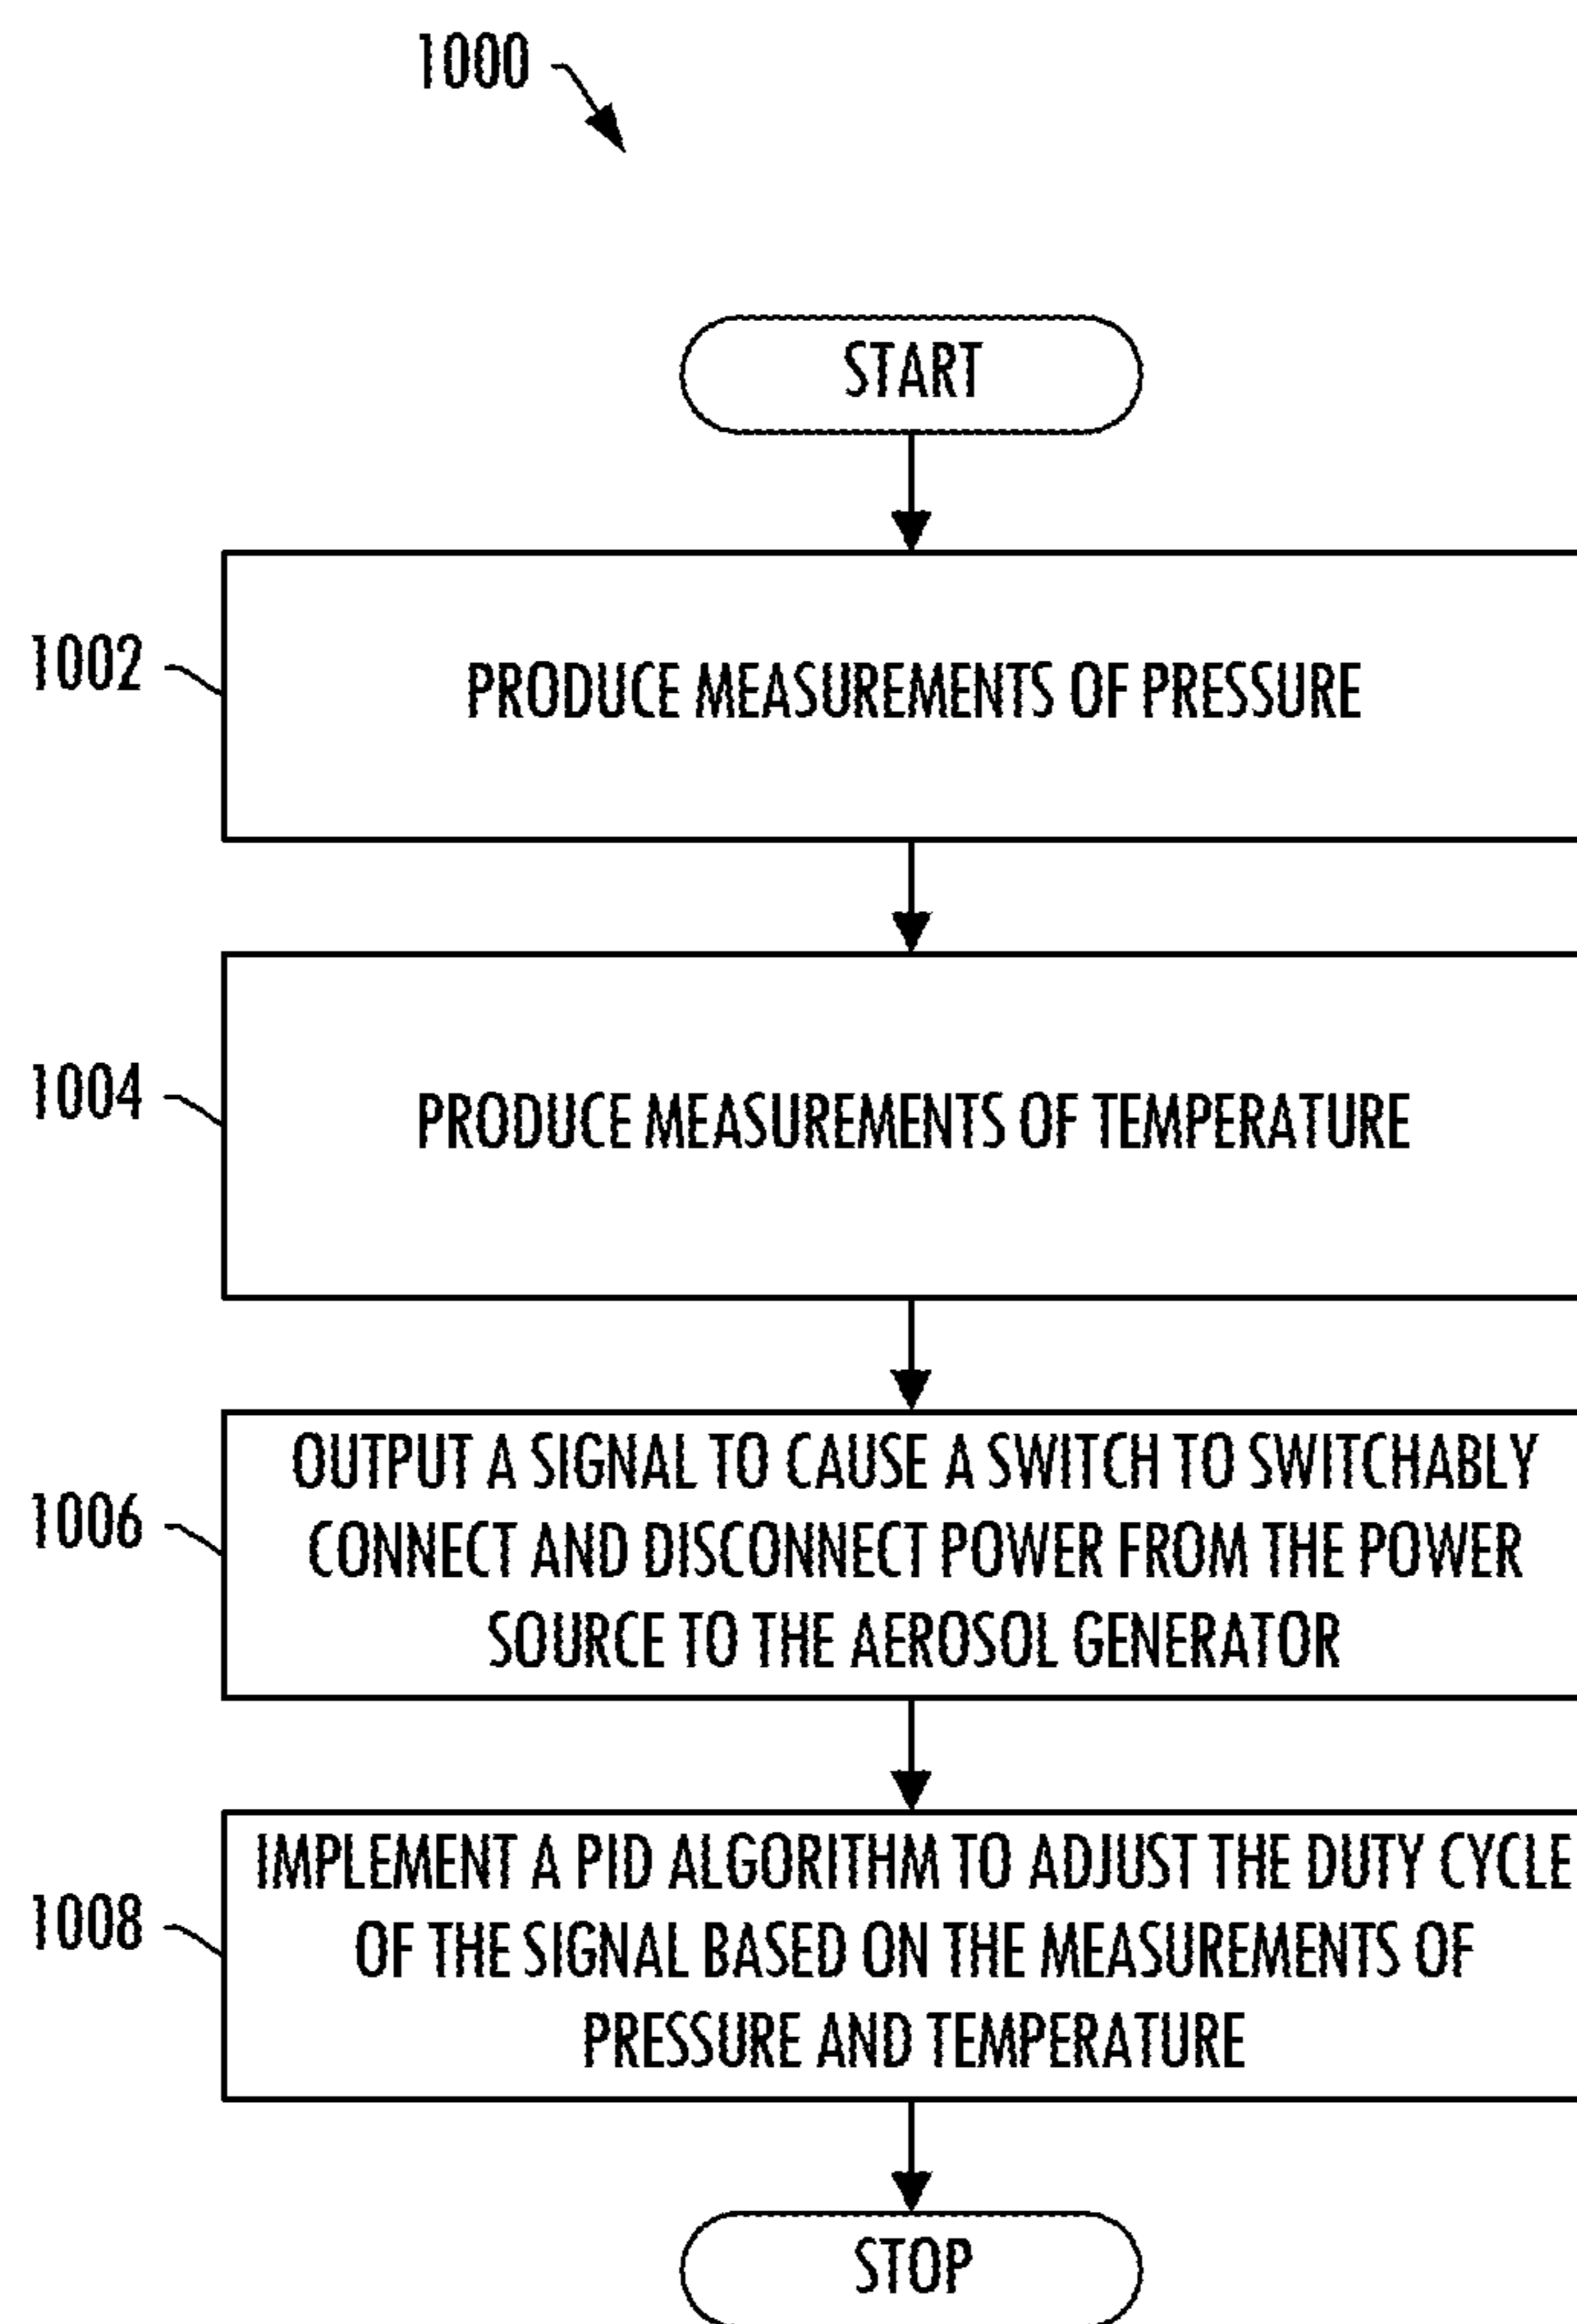 1000
START
1002
PRODUCE MEASUREMENTS OF PRESSURE
1004
PRODUCE MEASUREMENTS OF TEMPERATURE
1006
OUTPUT A SIGNAL TO CAUSE A SWITCH TO SWITCHABLY
CONNECT AND DISCONNECT POWER FROM THE POWER
SOURCE TO THE AEROSOL GENERATOR
1008
IMPLEMENT A PID ALGORITHM TO ADJUST THE DUTY CYCLE
OF THE SIGNAL BASED ON THE MEASUREMENTS OF
PRESSURE AND TEMPERATURE
STOP